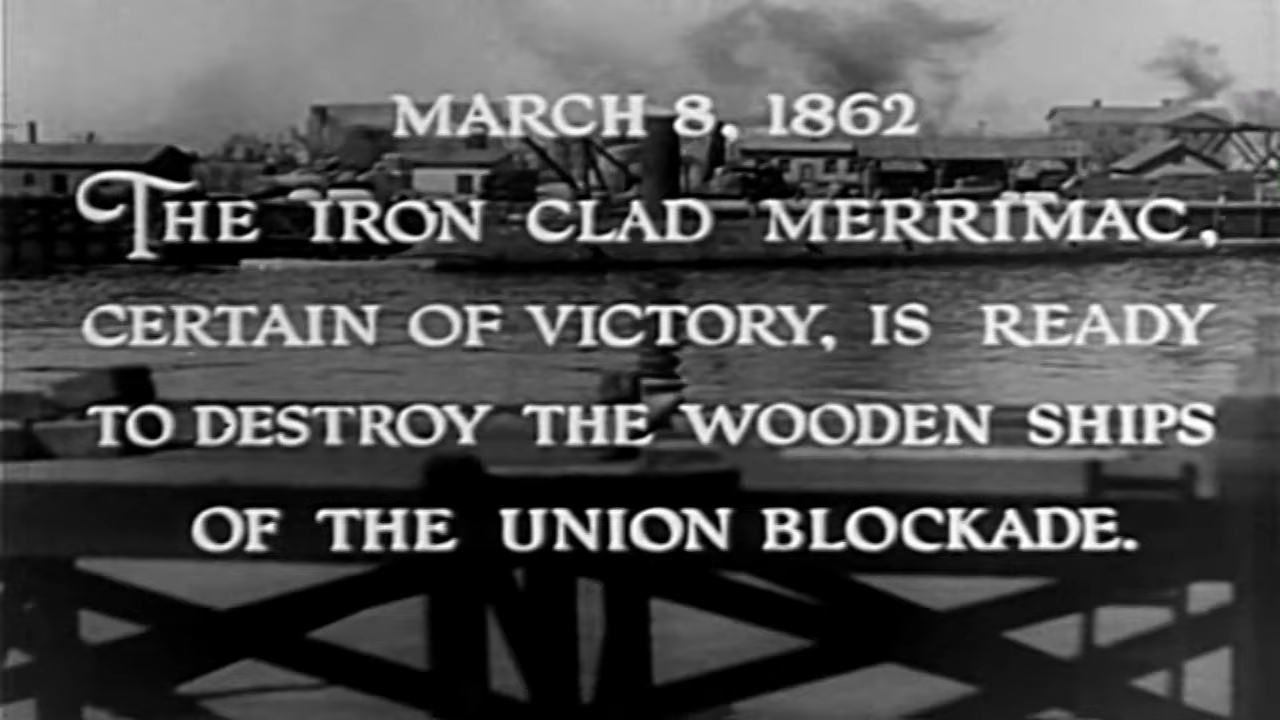 MARCH 8, 1862
THE IRON CLAD MERRIMAC,
CERTAIN OF VICTORY, IS READY
TO DESTROY THE WOODEN SHIPS
OF THE UNION BLOCKADE.